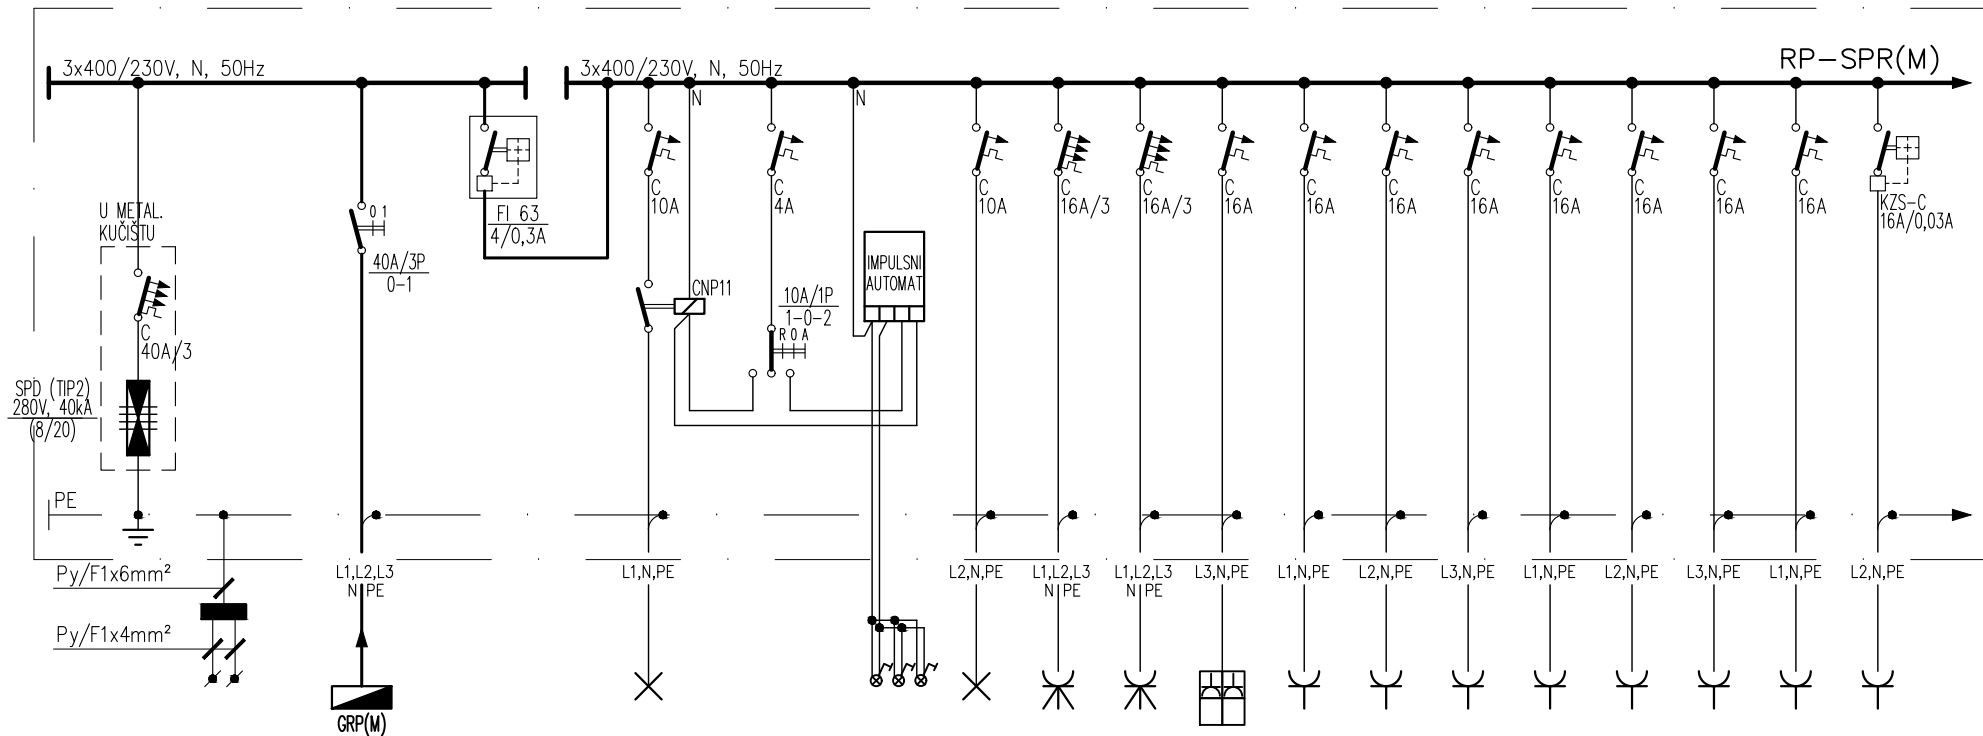 3x400/230V, N, 50Hz
3x400/230V, N, 50Hz
RP-SPR(M)
N
N
U METAL.
KUČIŠTU
C
40A/3
SPD (TIP2)
280V, 40kA
(8/20)
0 1
40A/3P
0-1
FI 63
4/0,3A
C
10A
CNP11
C
4A
10A/1P
1-0-2
R 0 A
IMPULSNI
AUTOMAT
C
10A
C
16A/3
C
16A/3
C
16A
C
16A
C
16A
C
16A
C
16A
C
16A
C
16A
C
16A
KZS-C
16A/0,03A
PE
Py/F1x6mm²
Py/F1x4mm²
L1,L2,L3
N PE
GRP(M)
L1,N,PE
L2,N,PE
L1,L2,L3
N PE
L1,L2,L3
N PE
L3,N,PE
L1,N,PE
L2,N,PE
L3,N,PE
L1,N,PE
L2,N,PE
L3,N,PE
L1,N,PE
L2,N,PE